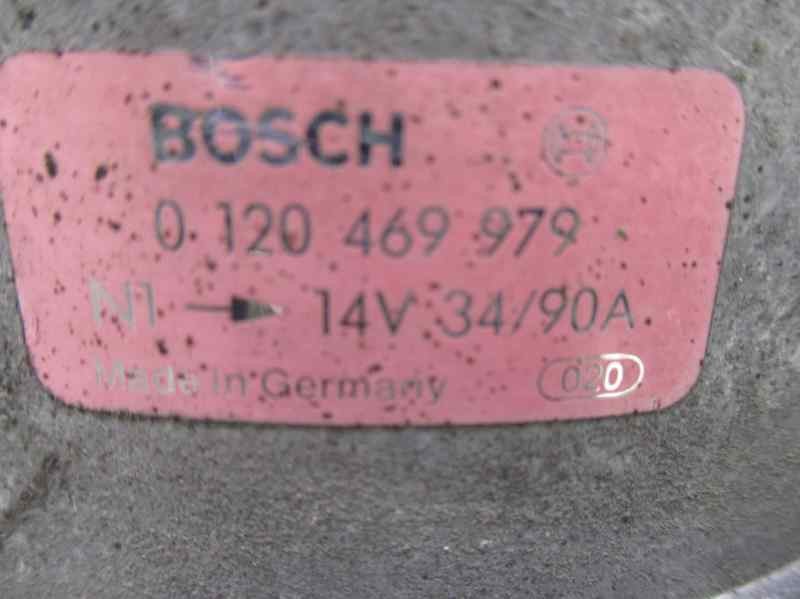 BOSCH
0 120 469 979
N1 → 14V 34/90A
Made in Germany 020